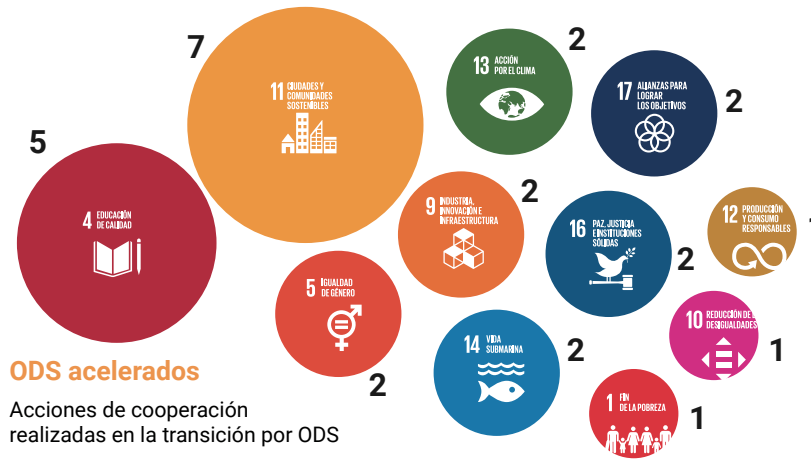 7
11 CIUDADES Y
COMUNIDADES
SOSTENIBLES
2
13 ACCIÓN
POR EL CLIMA
17 ALIANZAS PARA
LOGRAR
LOS OBJETIVOS
2
5
4 EDUCACIÓN
DE CALIDAD
9 INDUSTRIA,
INNOVACIÓN E
INFRAESTRUCTURA
2
16 PAZ, JUSTICIA
E INSTITUCIONES
SÓLIDAS
2
12 PRODUCCIÓN
Y CONSUMO
RESPONSABLES
5 IGUALDAD
DE GÉNERO
2
14 VIDA
SUBMARINA
2
10 REDUCCIÓN DE
DESIGUALDADES
1
1 FIN
DE LA POBREZA
1
ODS acelerados
Acciones de cooperación
realizadas en la transición por ODS